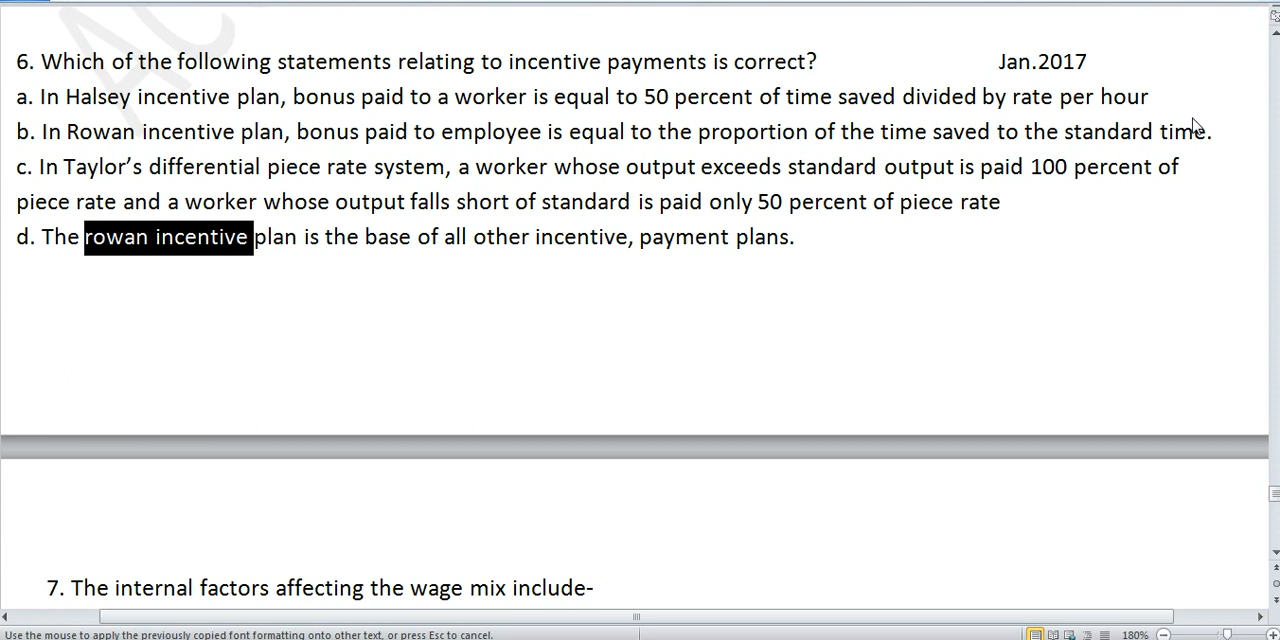 6. Which of the following statements relating to incentive payments is correct? Jan.2017
a. In Halsey incentive plan, bonus paid to a worker is equal to 50 percent of time saved divided by rate per hour
b. In Rowan incentive plan, bonus paid to employee is equal to the proportion of the time saved to the standard time.
c. In Taylor’s differential piece rate system, a worker whose output exceeds standard output is paid 100 percent of
piece rate and a worker whose output falls short of standard is paid only 50 percent of piece rate
d. The rowan incentive plan is the base of all other incentive, payment plans.
7. The internal factors affecting the wage mix include-
Use the mouse to apply the previously copied font formatting onto other text, or press Esc to cancel. 180%